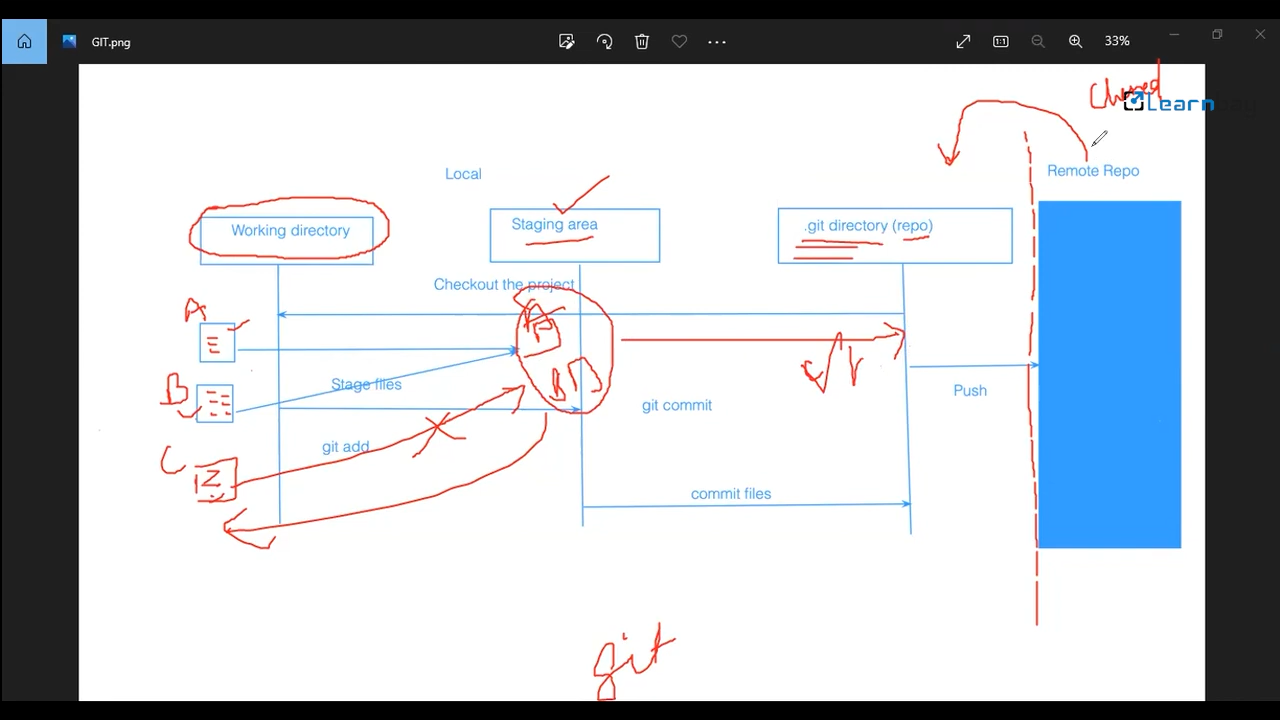 GIT.png
33%
Learnbay
Remote Repo
Local
Working directory
Staging area
.git directory (repo)
Checkout the project
A
A
B
B
Stage files
git commit
Push
git add
C
commit files
git